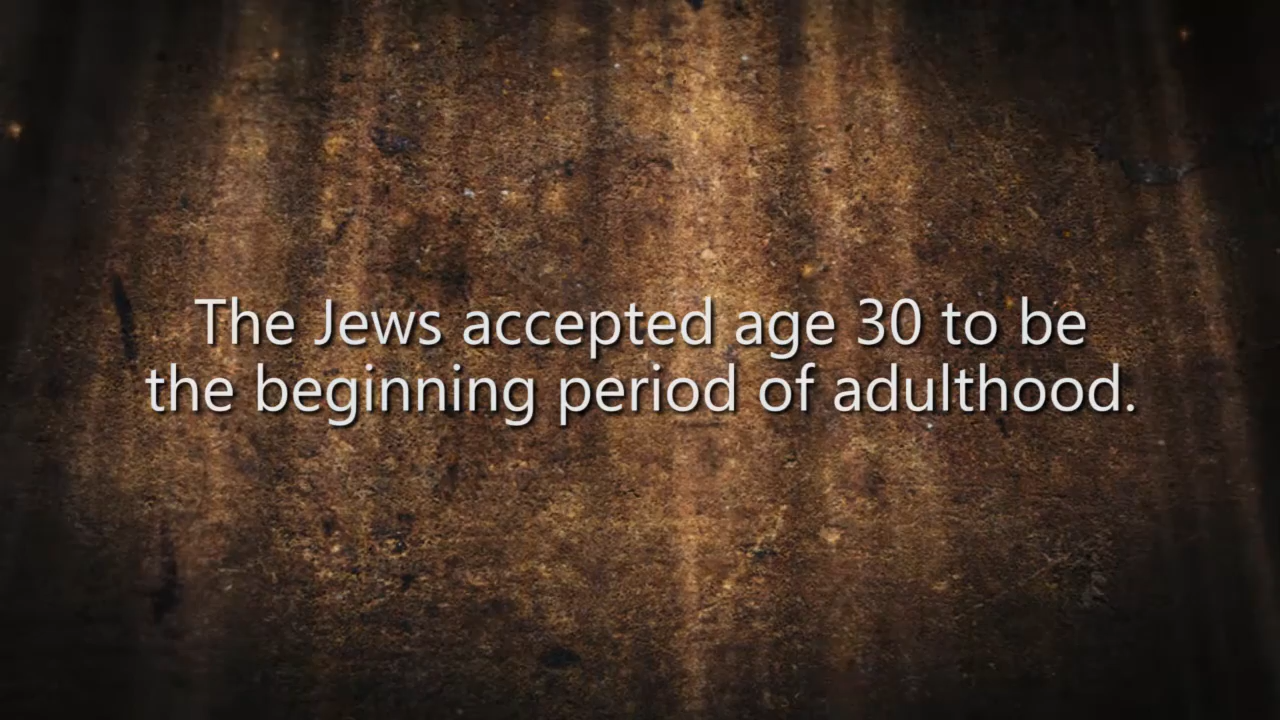 The Jews accepted age 30 to be
the beginning period of adulthood.